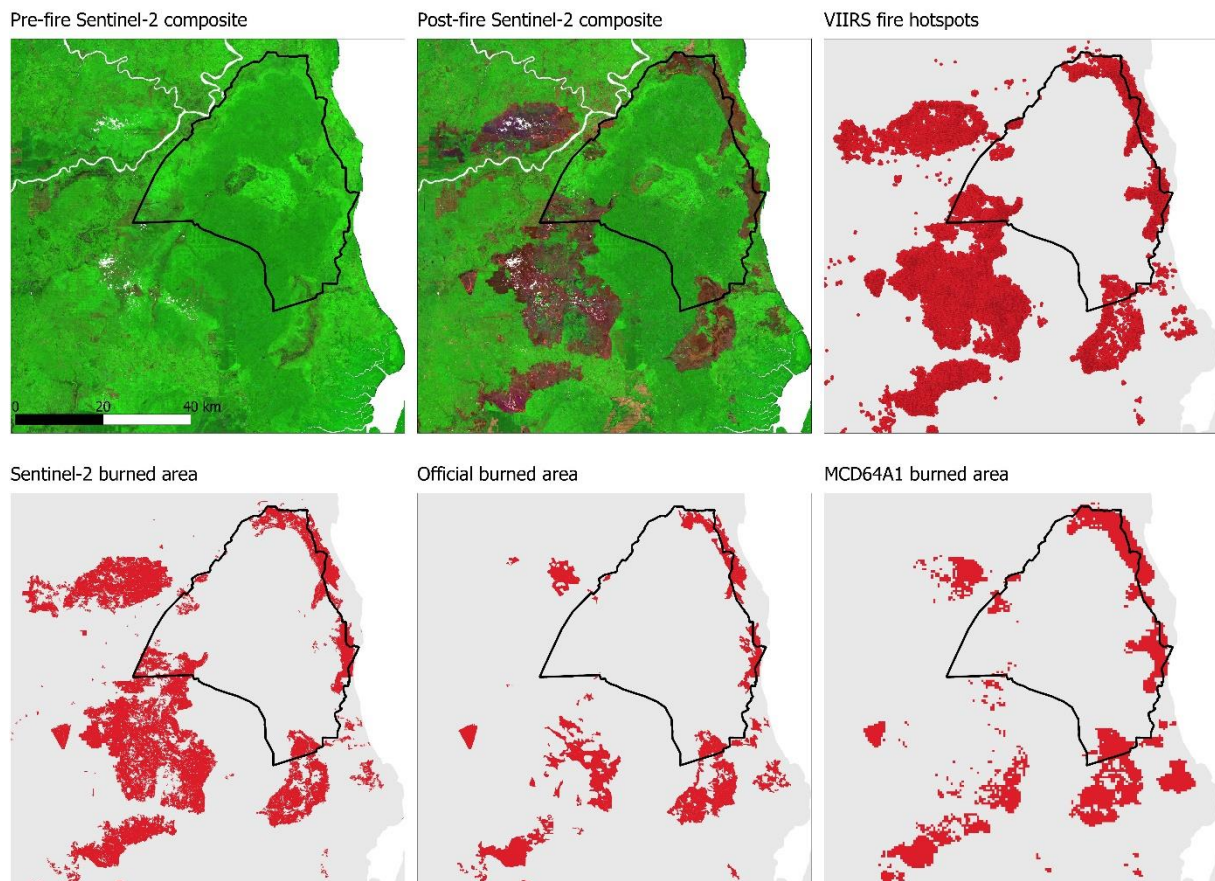 Pre-fire Sentinel-2 composite
Post-fire Sentinel-2 composite
VIIRS fire hotspots
0 20 40 km
Sentinel-2 burned area
Official burned area
MCD64A1 burned area